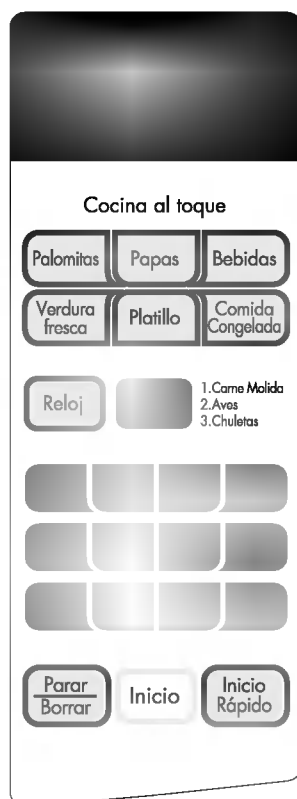 Cocina al toque
Palomitas Papas Bebidas
Verdura fresca Platillo Comida Congelada
Reloj
1.Carne Molida
2.Aves
3.Chuletas
Parar
Borrar
Inicio
Inicio
Rápido